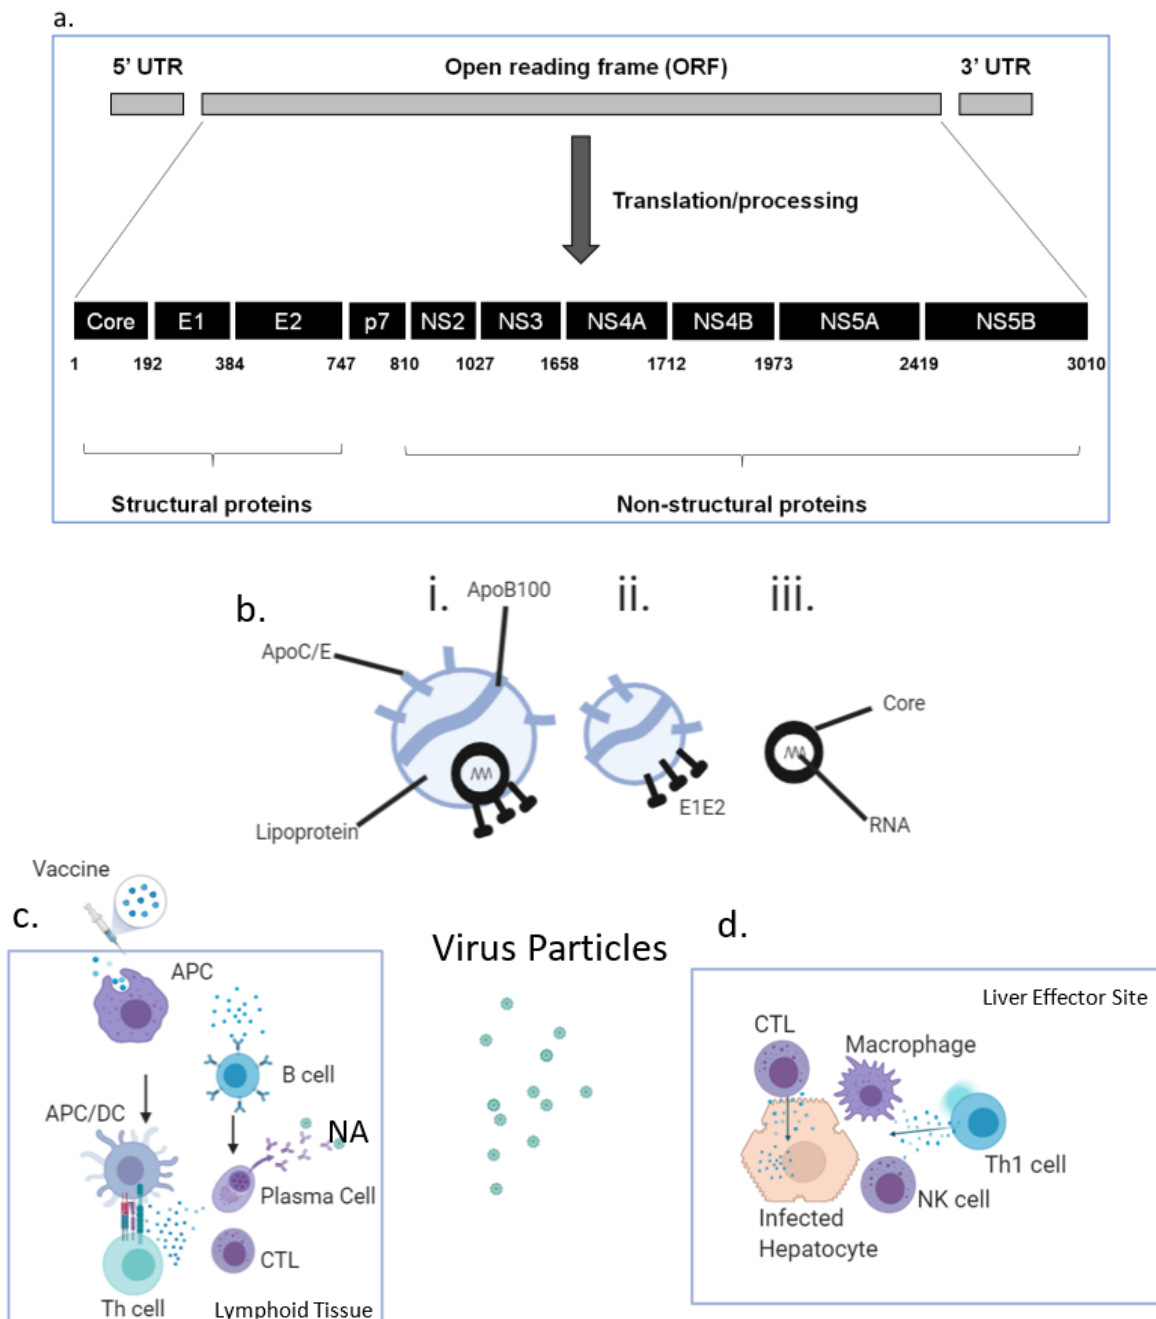 a.
5' UTR Open reading frame (ORF) 3' UTR
Translation/processing
Core E1 E2 p7 NS2 NS3 NS4A NS4B NS5A NS5B
1 192 384 747 810 1027 1658 1712 1973 2419 3010
Structural proteins Non-structural proteins
b. i. ApoB100 ii. iii.
ApoC/E
Core
E1E2
RNA
Lipoprotein
Vaccine
c.
APC
B cell
APC/DC
NA
Plasma Cell
CTL
Th cell
Lymphoid Tissue
Virus Particles
d.
Liver Effector Site
CTL
Macrophage
Th1 cell
NK cell
Infected
Hepatocyte